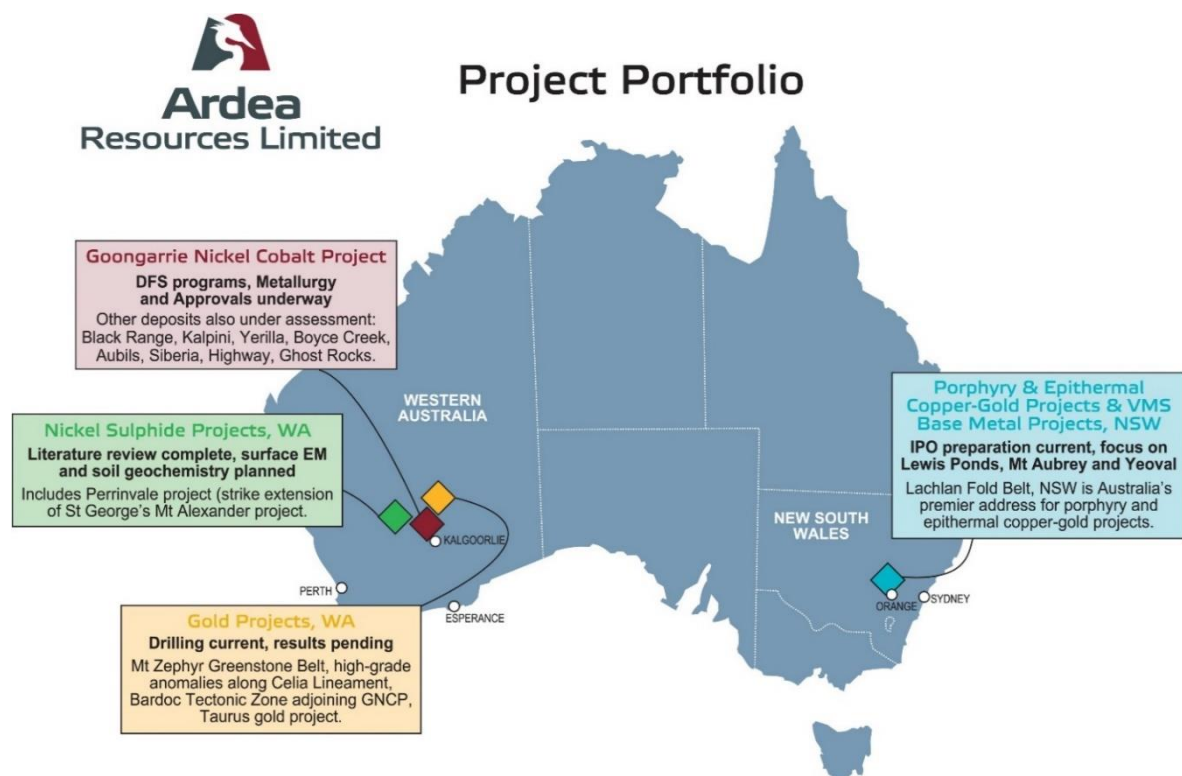 Ardea
Resources Limited
Project Portfolio
Goongarrie Nickel Cobalt Project
DFS programs, Metallurgy
and Approvals underway
Other deposits also under assessment:
Black Range, Kalpini, Yerilla, Boyce Creek,
Aubils, Siberia, Highway, Ghost Rocks.
Nickel Sulphide Projects, WA
Literature review complete, surface EM
and soil geochemistry planned
Includes Perrinvale project (strike extension
of St George's Mt Alexander project.
Gold Projects, WA
Drilling current, results pending
Mt Zephyr Greenstone Belt, high-grade
anomalies along Celia Lineament,
Bardoc Tectonic Zone adjoining GNCP,
Taurus gold project.
WESTERN
AUSTRALIA
KALGOORLIE
PERTH
ESPERANCE
Porphyry & Epithermal
Copper-Gold Projects & VMS
Base Metal Projects, NSW
IPO preparation current, focus on
Lewis Ponds, Mt Aubrey and Yeoval
Lachlan Fold Belt, NSW is Australia's
premier address for porphyry and
epithermal copper-gold projects.
NEW SOUTH
WALES
ORANGE
SYDNEY